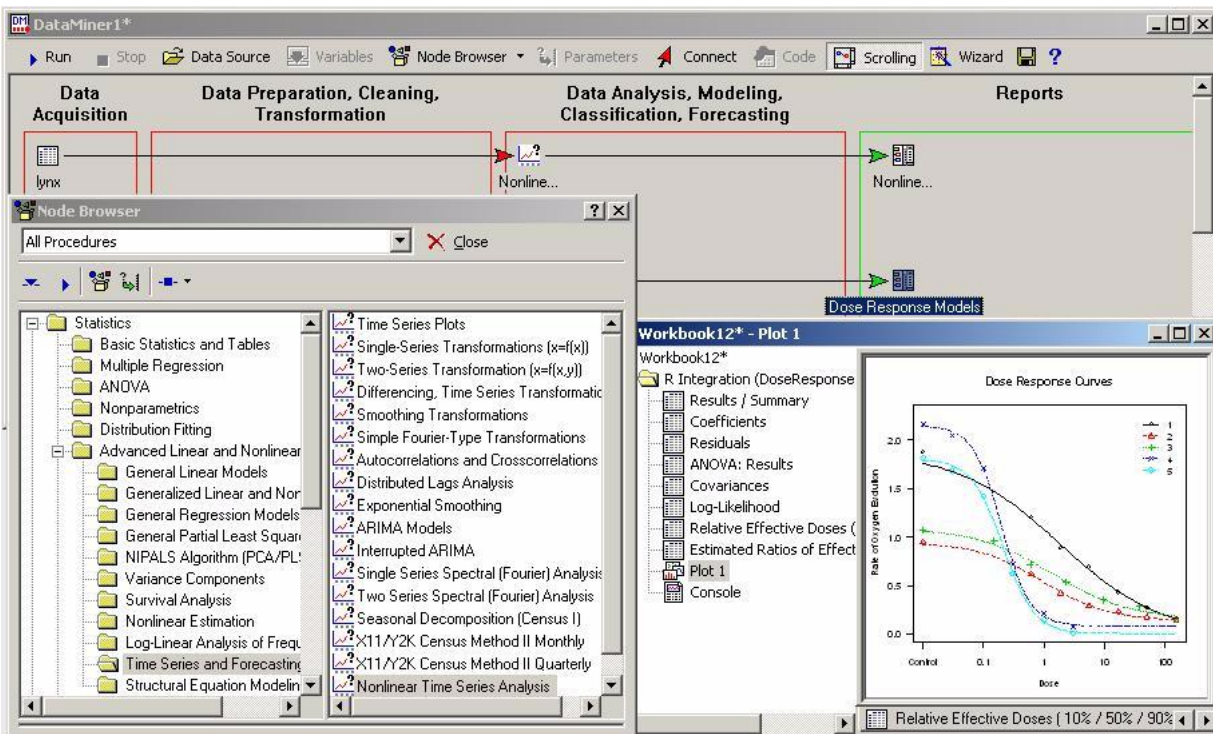 DataMiner1*
Run Stop Data Source Variables Node Browser Parameters Connect Code Scrolling Wizard ?
Data Acquisition
Data Preparation, Cleaning, Transformation
Data Analysis, Modeling, Classification, Forecasting
Reports
lynx
Nonline...
Nonline...
Dose Response Models
Node Browser
All Procedures
Close
Statistics
Basic Statistics and Tables
Multiple Regression
ANOVA
Nonparametrics
Distribution Fitting
Advanced Linear and Nonlinear
General Linear Models
Generalized Linear and Nor
General Regression Models
General Partial Least Square
NIPALS Algorithm (PCA/PL
Variance Components
Survival Analysis
Nonlinear Estimation
Log-Linear Analysis of Frequ
Time Series and Forecasting
Structural Equation Modelin
Time Series Plots
Single-Series Transformations (x=f(x))
Two-Series Transformation (x=f(x,y))
Differencing, Time Series Transformatic
Smoothing Transformations
Simple Fourier-Type Transformations
Autocorrelations and Crosscorrelations
Distributed Lags Analysis
Exponential Smoothing
ARIMA Models
Interrupted ARIMA
Single Series Spectral (Fourier) Analysis
Two Series Spectral (Fourier) Analysis
Seasonal Decomposition (Census I)
X11/Y2K Census Method II Monthly
X11/Y2K Census Method II Quarterly
Nonlinear Time Series Analysis
Workbook12* - Plot 1
Workbook12*
R Integration (DoseResponse
Results / Summary
Coefficients
Residuals
ANOVA: Results
Covariances
Log-Likelihood
Relative Effective Doses (
Estimated Ratios of Effect
Plot 1
Console
Dose Response Curves
1
2
3
4
5
Rate of Oxygen Evolution
2.0
1.5
1.0
0.5
0.0
Control 0.1 1 10 100
Dose
Relative Effective Doses ( 10% / 50% / 90%